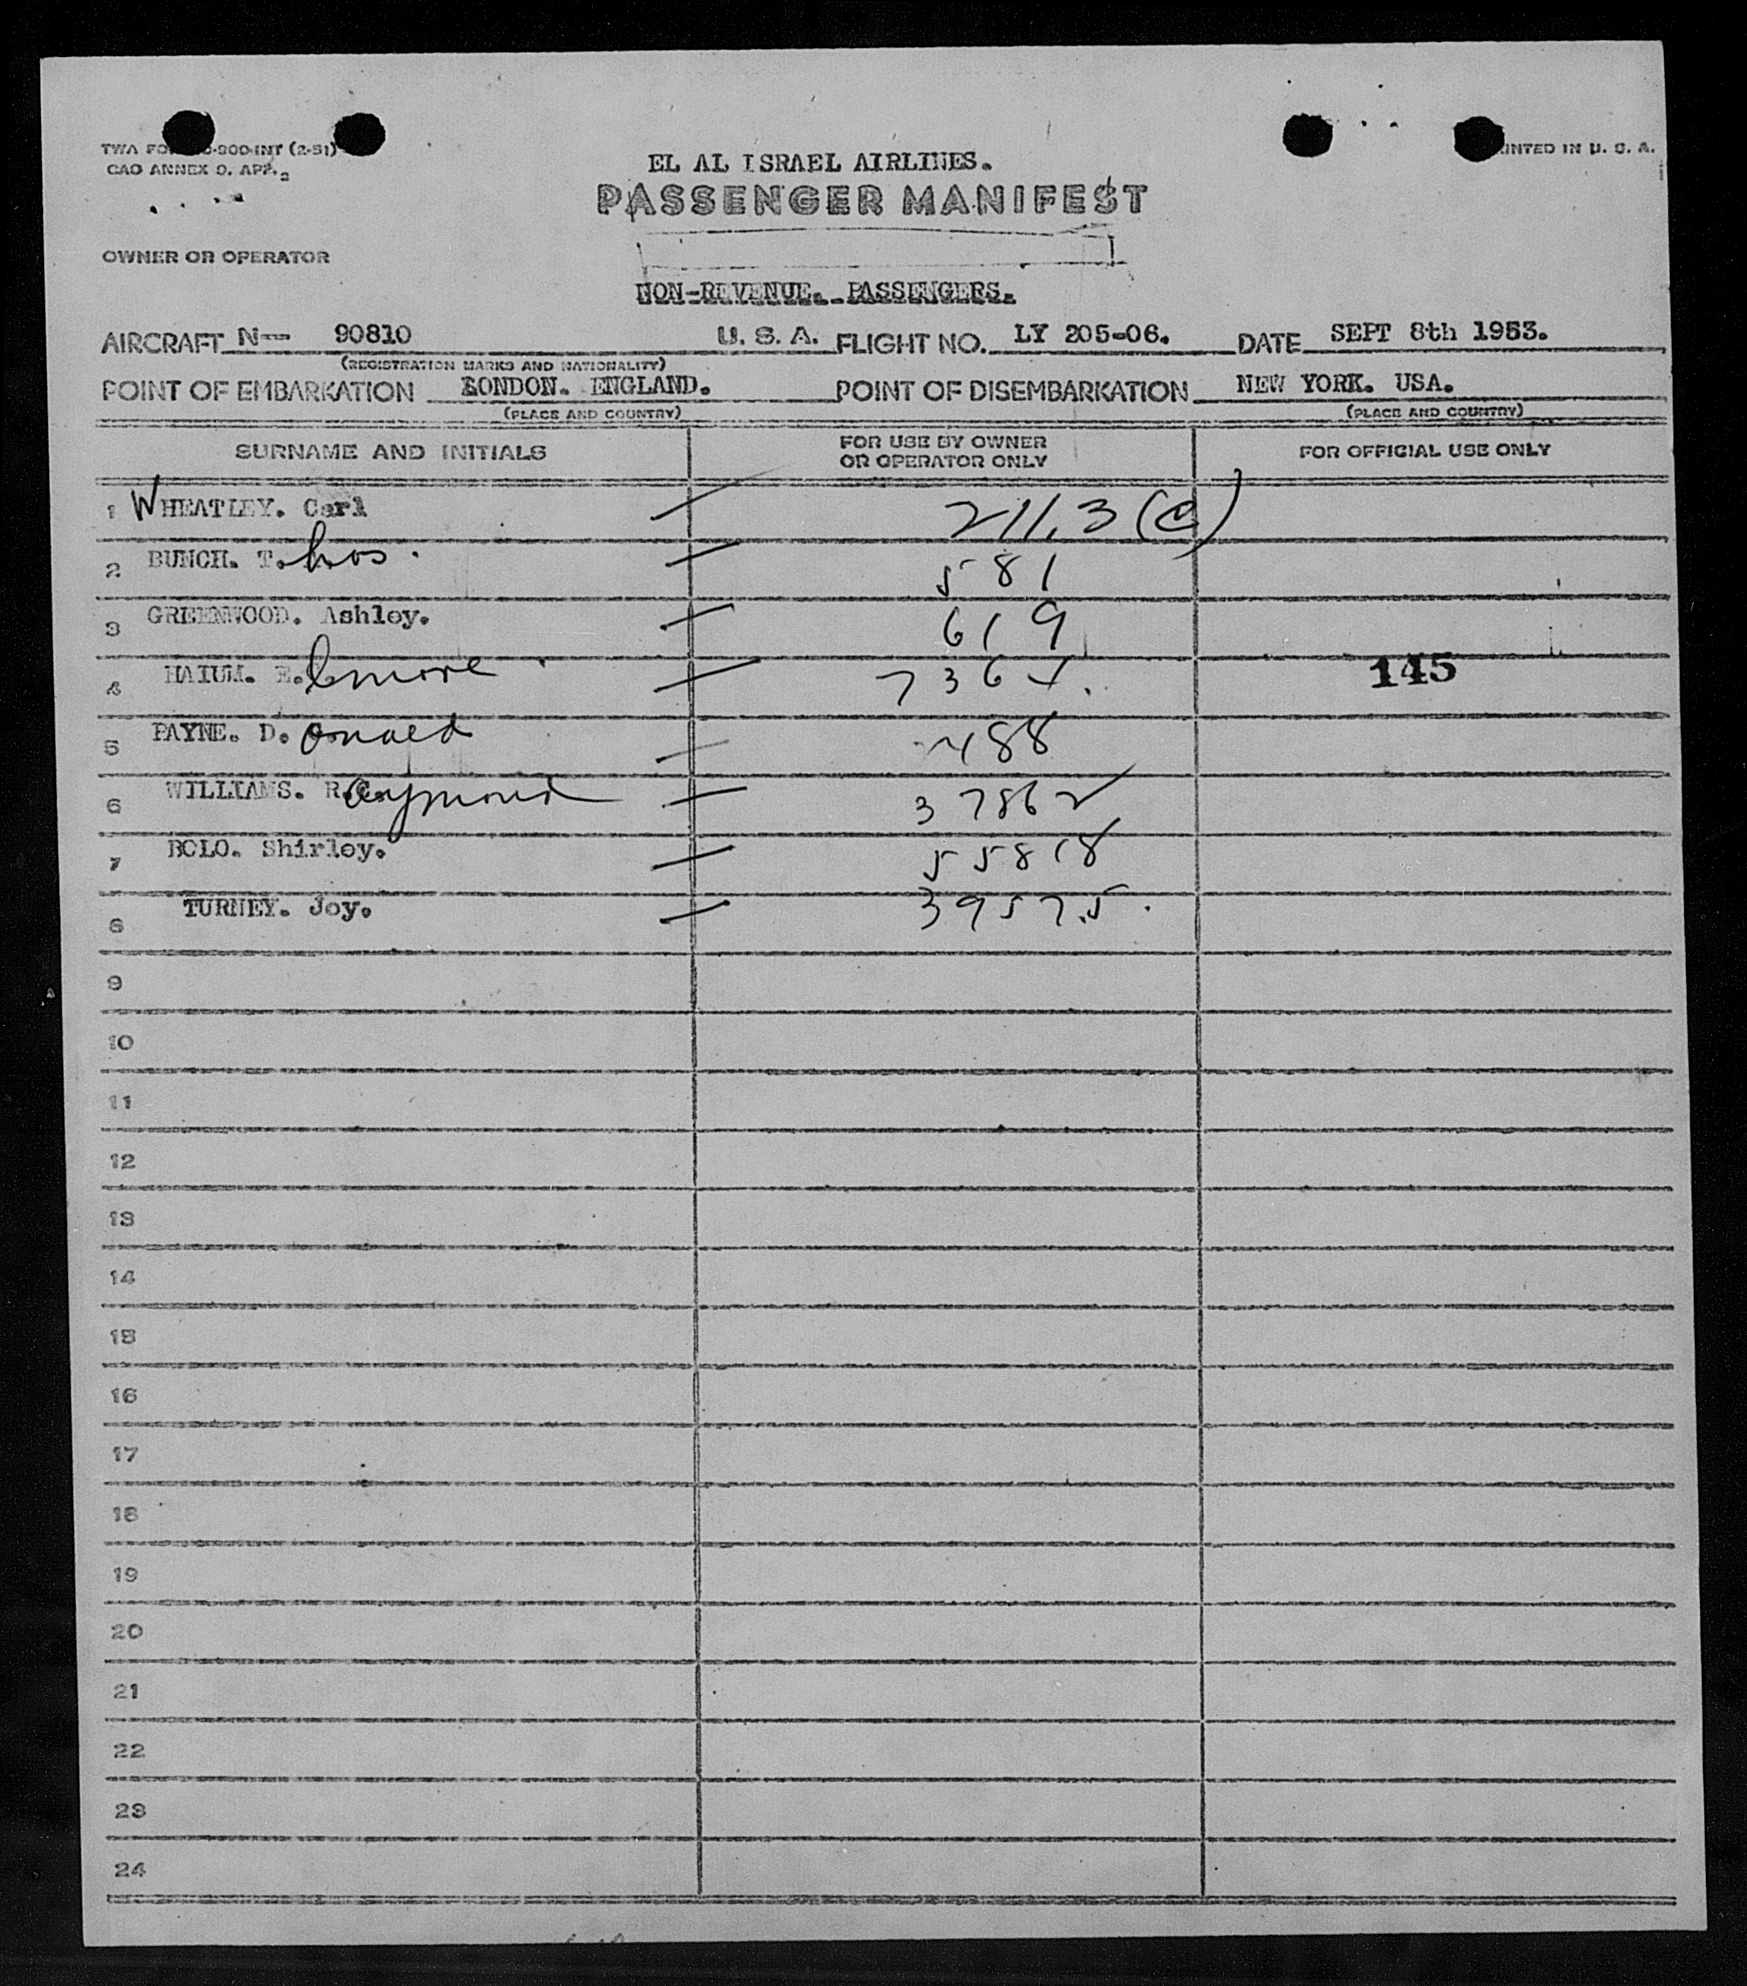 TWA FO 900-INT (2-51)
CAO ANNEX 9. APP. 2
INTED IN U. S. A.
EL AL ISRAEL AIRLINES.
PASSENGER MANIFEST
OWNER OR OPERATOR
NON-REVENUE. PASSENGERS.
AIRCRAFT N-- 90810 U. S. A. FLIGHT NO. LY 205-06. DATE SEPT 8th 1953.
(REGISTRATION MARKS AND NATIONALITY)
POINT OF EMBARKATION LONDON. ENGLAND. POINT OF DISEMBARKATION NEW YORK. USA.
(PLACE AND COUNTRY) (PLACE AND COUNTRY)
SURNAME AND INITIALS FOR USE BY OWNER OR OPERATOR ONLY FOR OFFICIAL USE ONLY
1 WHEATLEY. Carl 2113 (C)
2 BUNCH. T. hos. 581
3 GREENWOOD. Ashley. 619
4 E. lmore 145
5 PAYNE. D. onald 488
6 WILLIAMS. R. aymond 3786
7 BOLO. Shirley. 55818
8 TURNEY. Joy. 39575.
9
10
11
12
13
14
15
16
17
18
19
20
21
22
23
24